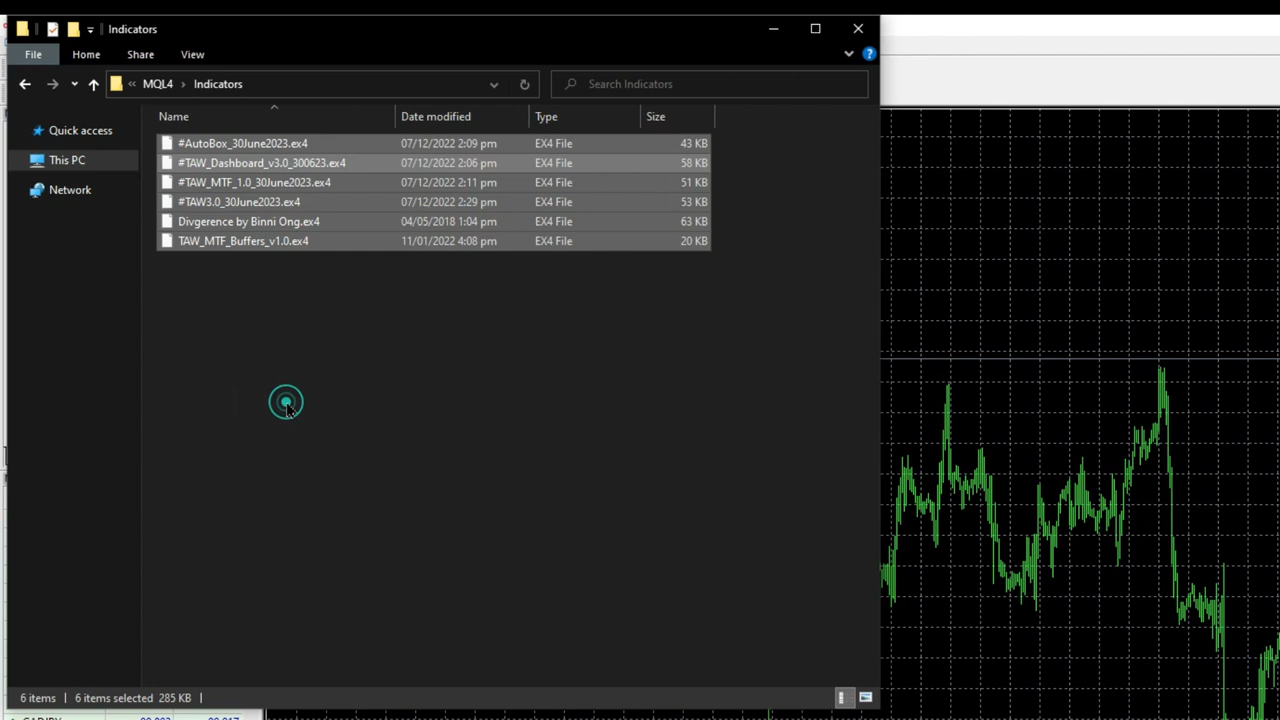 Indicators
File Home Share View
« MQL4 > Indicators Search Indicators
Name Date modified Type Size
Quick access
This PC
Network
#AutoBox_30June2023.ex4 07/12/2022 2:09 pm EX4 File 43 KB
#TAW_Dashboard_v3.0_300623.ex4 07/12/2022 2:06 pm EX4 File 58 KB
#TAW_MTF_1.0_30June2023.ex4 07/12/2022 2:11 pm EX4 File 51 KB
#TAW3.0_30June2023.ex4 07/12/2022 2:29 pm EX4 File 53 KB
Divgerence by Binni Ong.ex4 04/05/2018 1:04 pm EX4 File 63 KB
TAW_MTF_Buffers_v1.0.ex4 11/01/2022 4:08 pm EX4 File 20 KB
6 items 6 items selected 285 KB